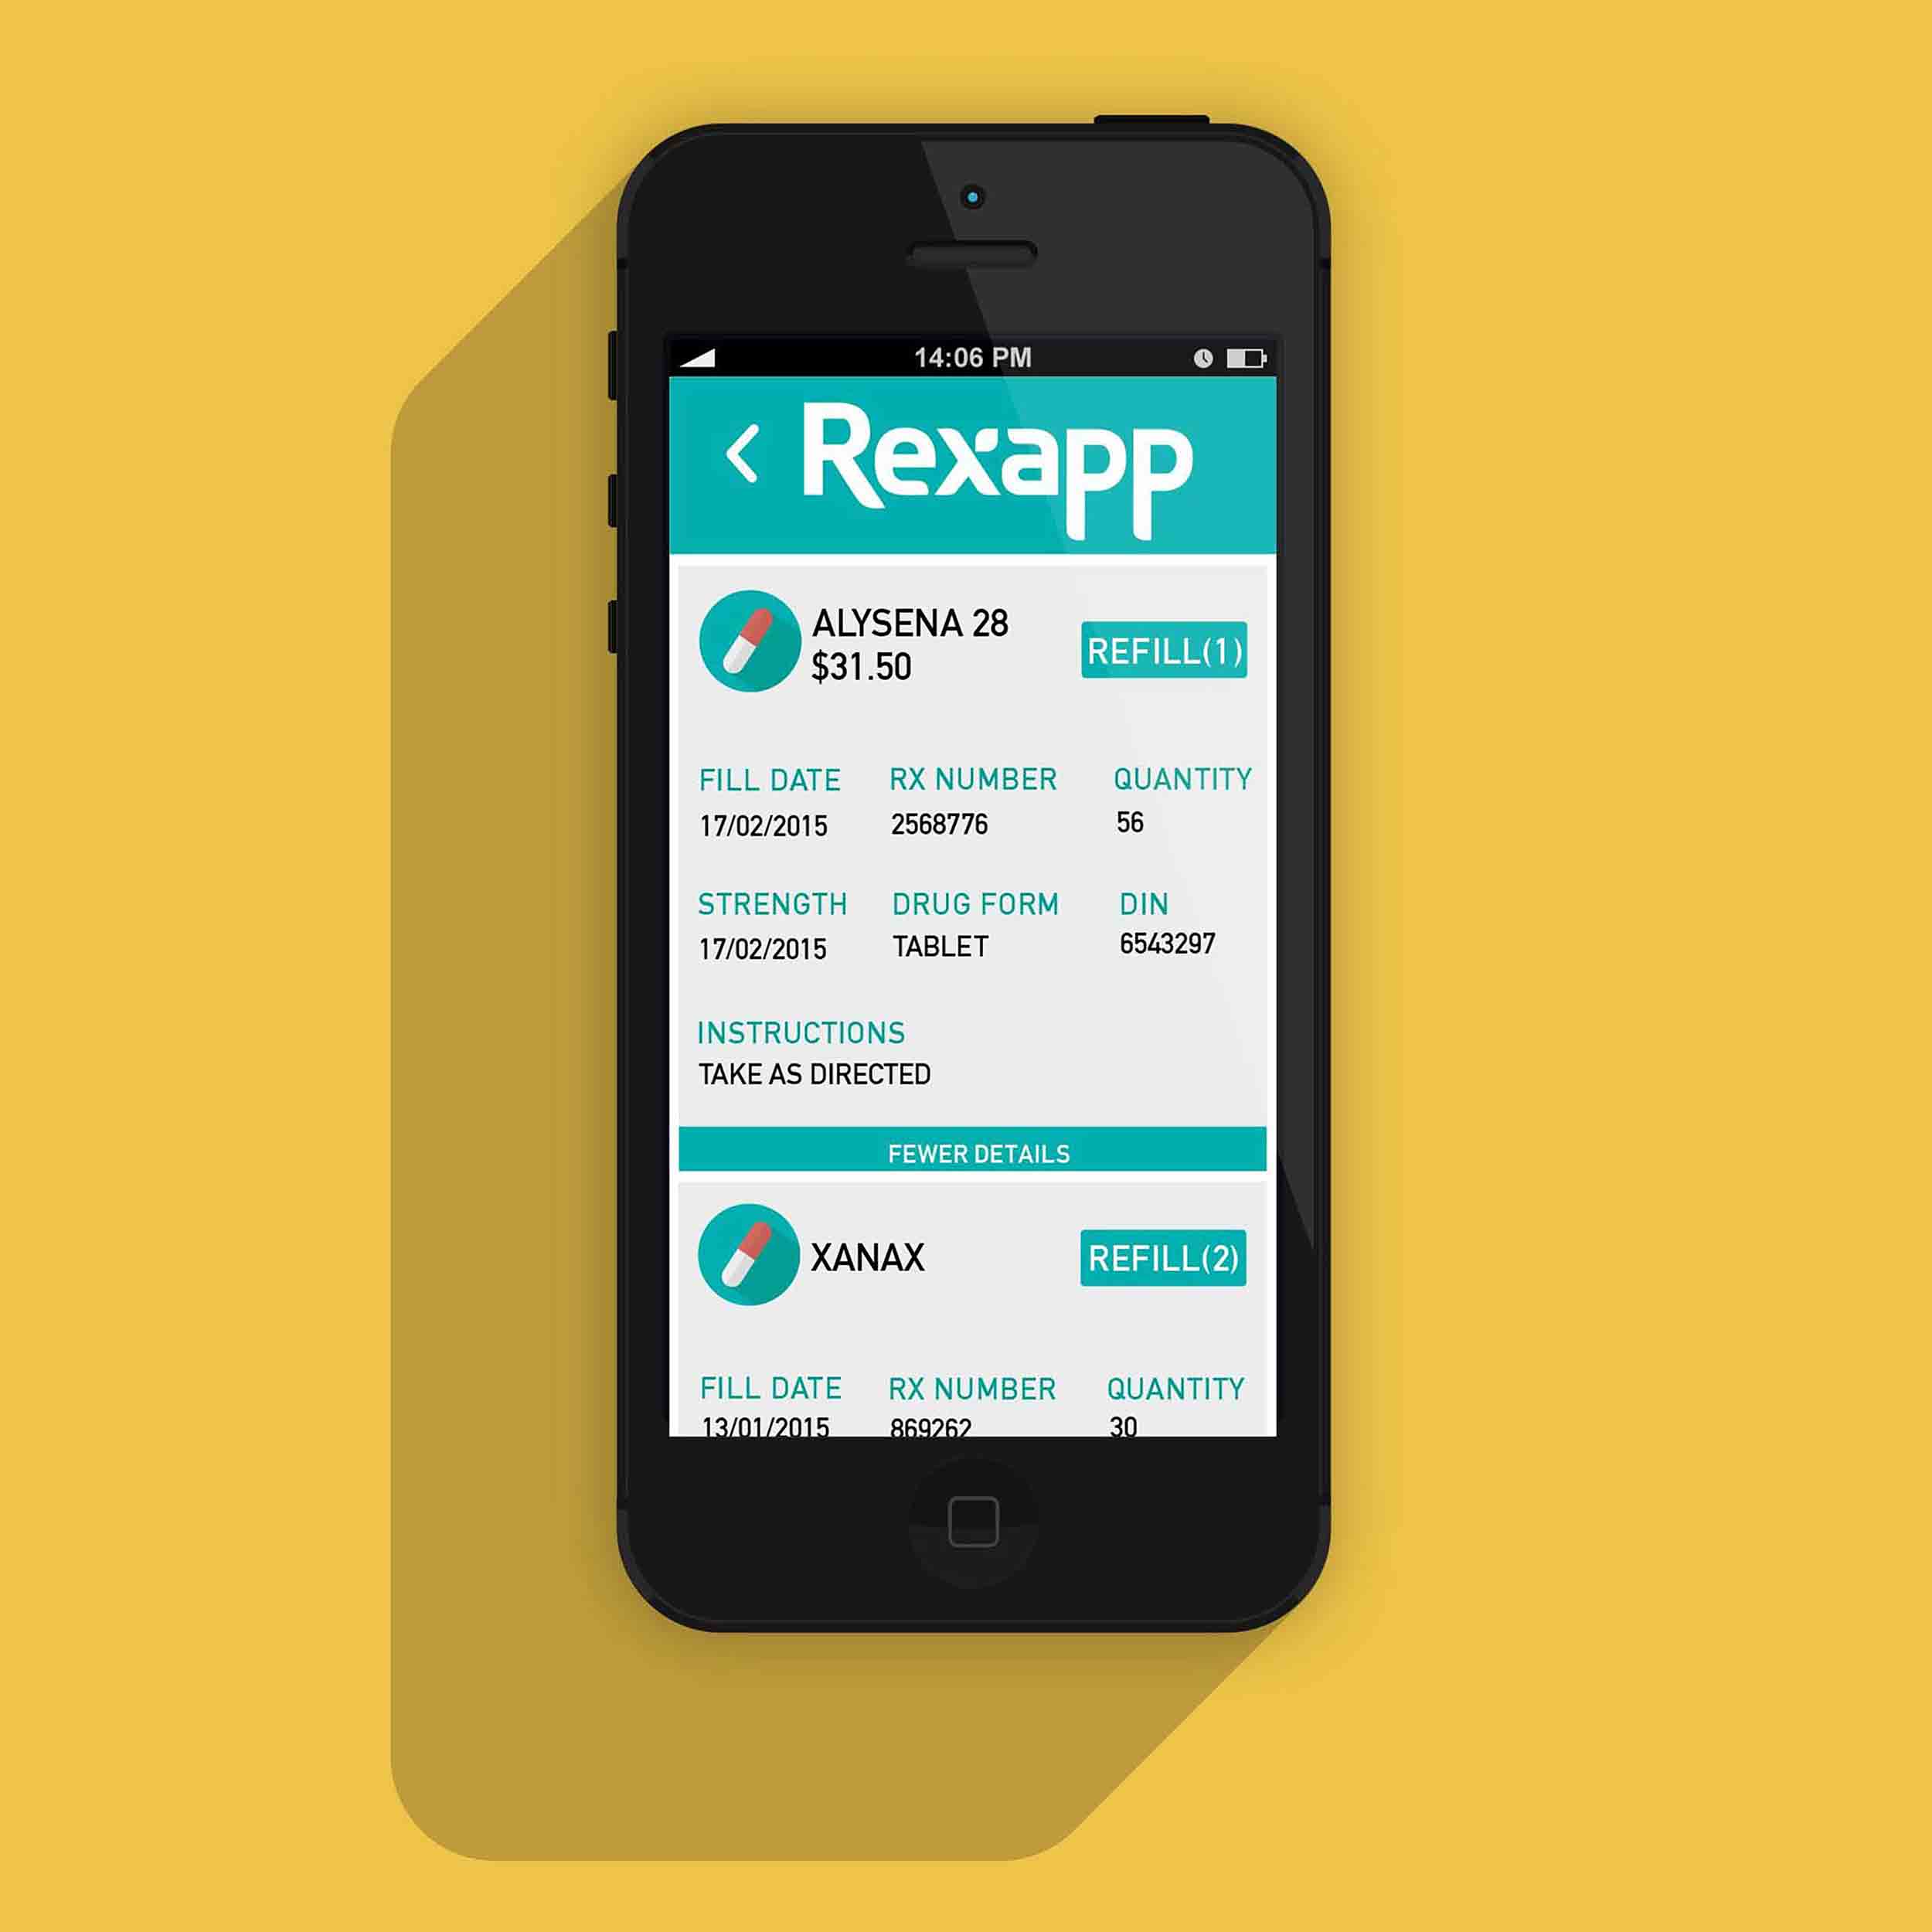 14:06 PM
Rexapp
ALYSENA 28
$31.50
REFILL(1)
FILL DATE RX NUMBER QUANTITY
17/02/2015 2568776 56
STRENGTH DRUG FORM DIN
17/02/2015 TABLET 6543297
INSTRUCTIONS
TAKE AS DIRECTED
FEWER DETAILS
XANAX REFILL(2)
FILL DATE RX NUMBER QUANTITY
13/01/2015 869262 30